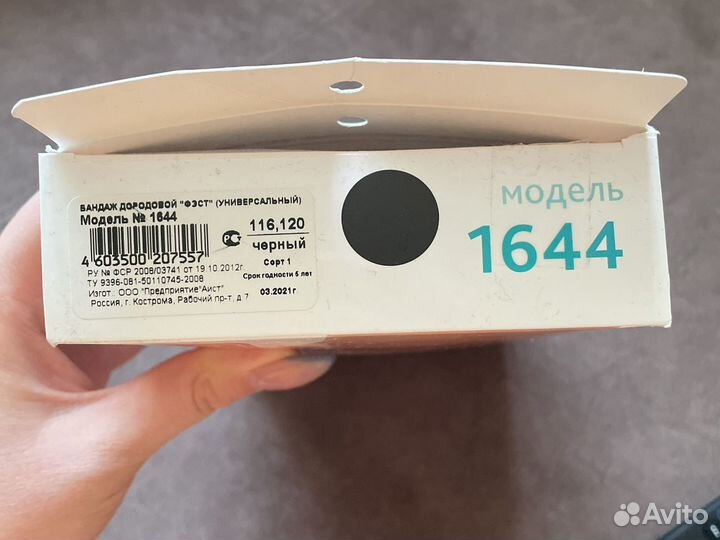 БАНДАЖ ДОРОДОВОЙ "ФЭСТ" (УНИВЕРСАЛЬНЫЙ)
Модель № 1644
116,120
черный
4 603500 207557
РСТ
Сорт 1
Срок годности 5 лет
РУ № ФСР 2008/03741 от 19.10.2012г.
ТУ 9396-081-50110745-2008
03.2021г
Изгот.: ООО "Предприятие"Аист"
Россия, г. Кострома, Рабочий пр-т, д.7
модель
1644
Avito